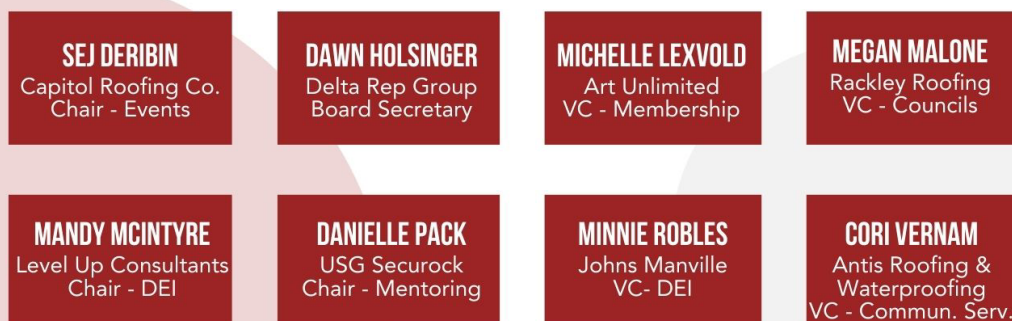 SEJ DERIBIN
Capitol Roofing Co.
Chair - Events
DAWN HOLSINGER
Delta Rep Group
Board Secretary
MICHELLE LEXVOLD
Art Unlimited
VC - Membership
MEGAN MALONE
Rackley Roofing
VC - Councils
MANDY MCINTYRE
Level Up Consultants
Chair - DEI
DANIELLE PACK
USG Securock
Chair - Mentoring
MINNIE ROBLES
Johns Manville
VC- DEI
CORI VERNAM
Antis Roofing &
Waterproofing
VC - Commun. Serv.